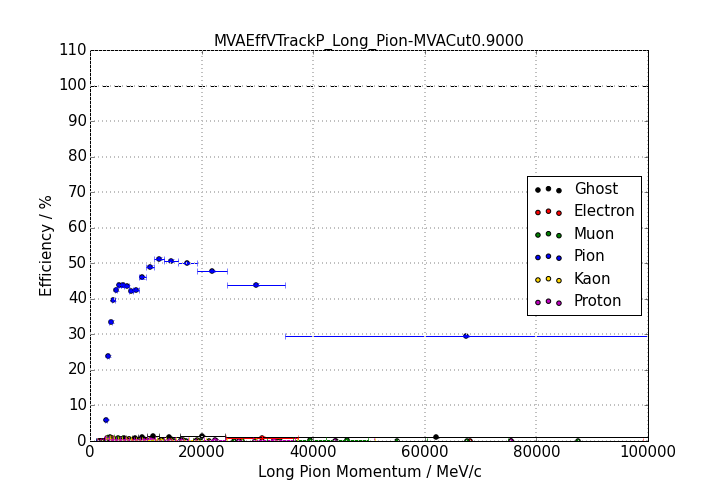 MVAEffVTrackP_Long_Pion-MVACut0.9000
Efficiency / %
110
100
90
80
70
60
50
40
30
20
10
0
Ghost
Electron
Muon
Pion
Kaon
Proton
0 20000 40000 60000 80000 100000
Long Pion Momentum / MeV/c